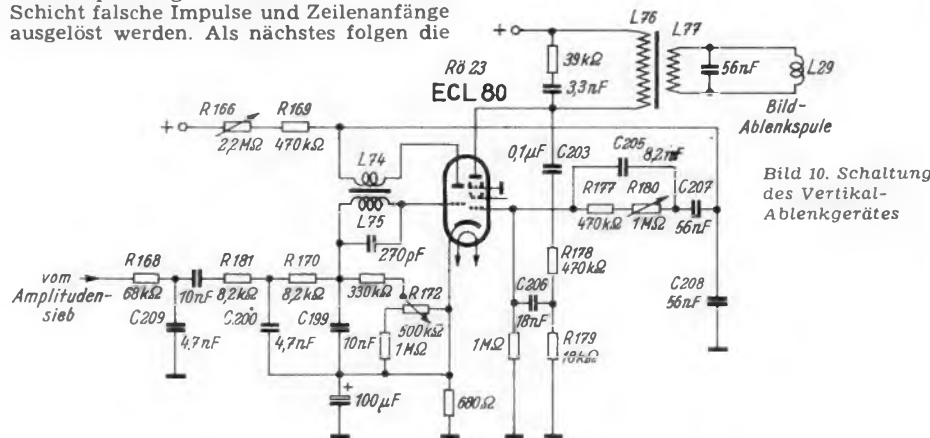 Schicht falsche Impulse und Zeilenanfänge
ausgelöst werden. Als nächstes folgen die
L76
L77
+
39kΩ
3,3nF
56nF
L29
Rö 23
ECL 80
Bild-
Ablenkspule
R166
R169
+
2,2MΩ
470kΩ
L74
L75
270pF
0,1µF
C203
C205
8,2nF
R177
R180
C207
470kΩ
1MΩ
56nF
Bild 10. Schaltung
des Vertikal-
Ablenkgerätes
vom
Amplituden-
sieb
R168
68kΩ
10nF
R181
8,2kΩ
R170
8,2kΩ
330kΩ
R172
500kΩ
R178
470kΩ
C208
56nF
C209
4,7nF
C200
4,7nF
C199
10nF
1MΩ
C206
18nF
1MΩ
R179
+
100µF
680Ω